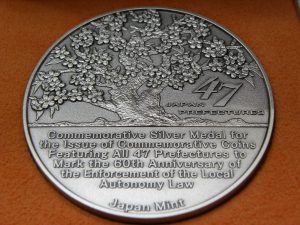 47
JAPAN
PREFECTURES
Commemorative Silver Medal for
the Issue of Commemorative Coins
Featuring All 47 Prefectures to
Mark the 60th Anniversary of
the Enforcement of the Local
Autonomy Law
Japan Mint